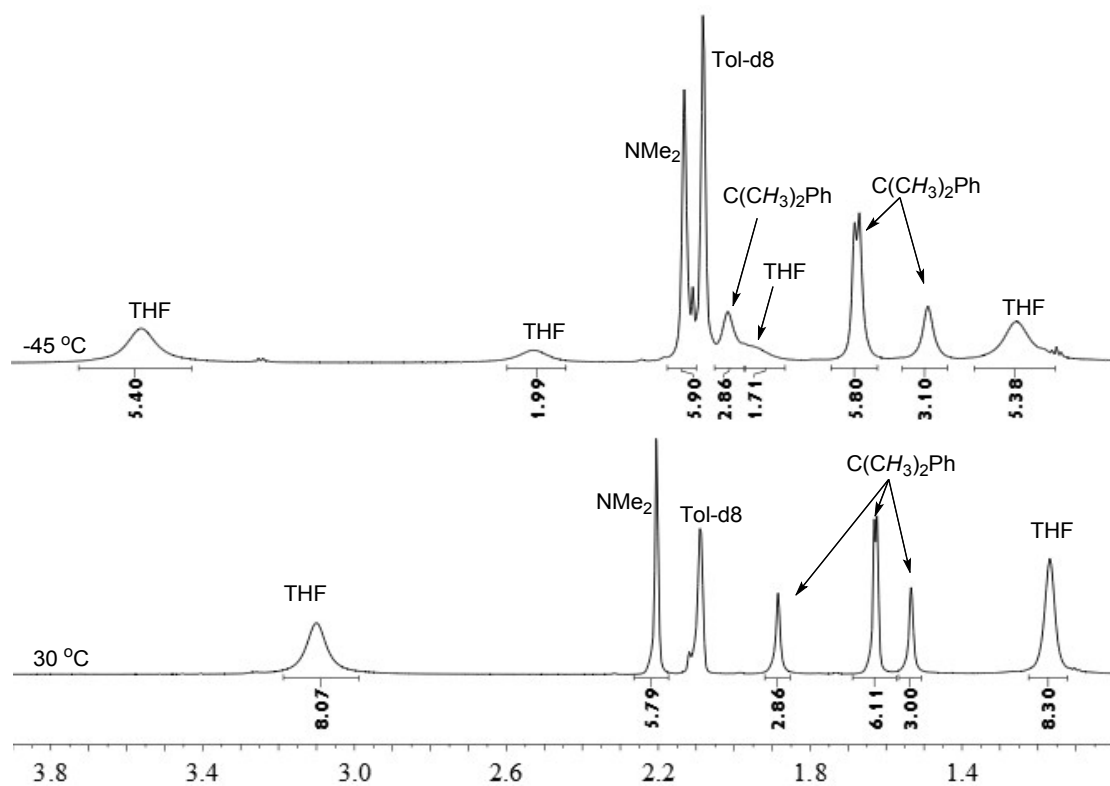 Tol-d8
NMe2
C(CH3)2Ph
C(CH3)2Ph
THF
THF
THF
-45 °C
5.40
1.99
5.90
2.86
1.71
5.80
3.10
5.38
C(CH3)2Ph
NMe2
Tol-d8
THF
THF
30 °C
8.07
5.79
2.86
6.11
3.00
8.30
3.8 3.4 3.0 2.6 2.2 1.8 1.4